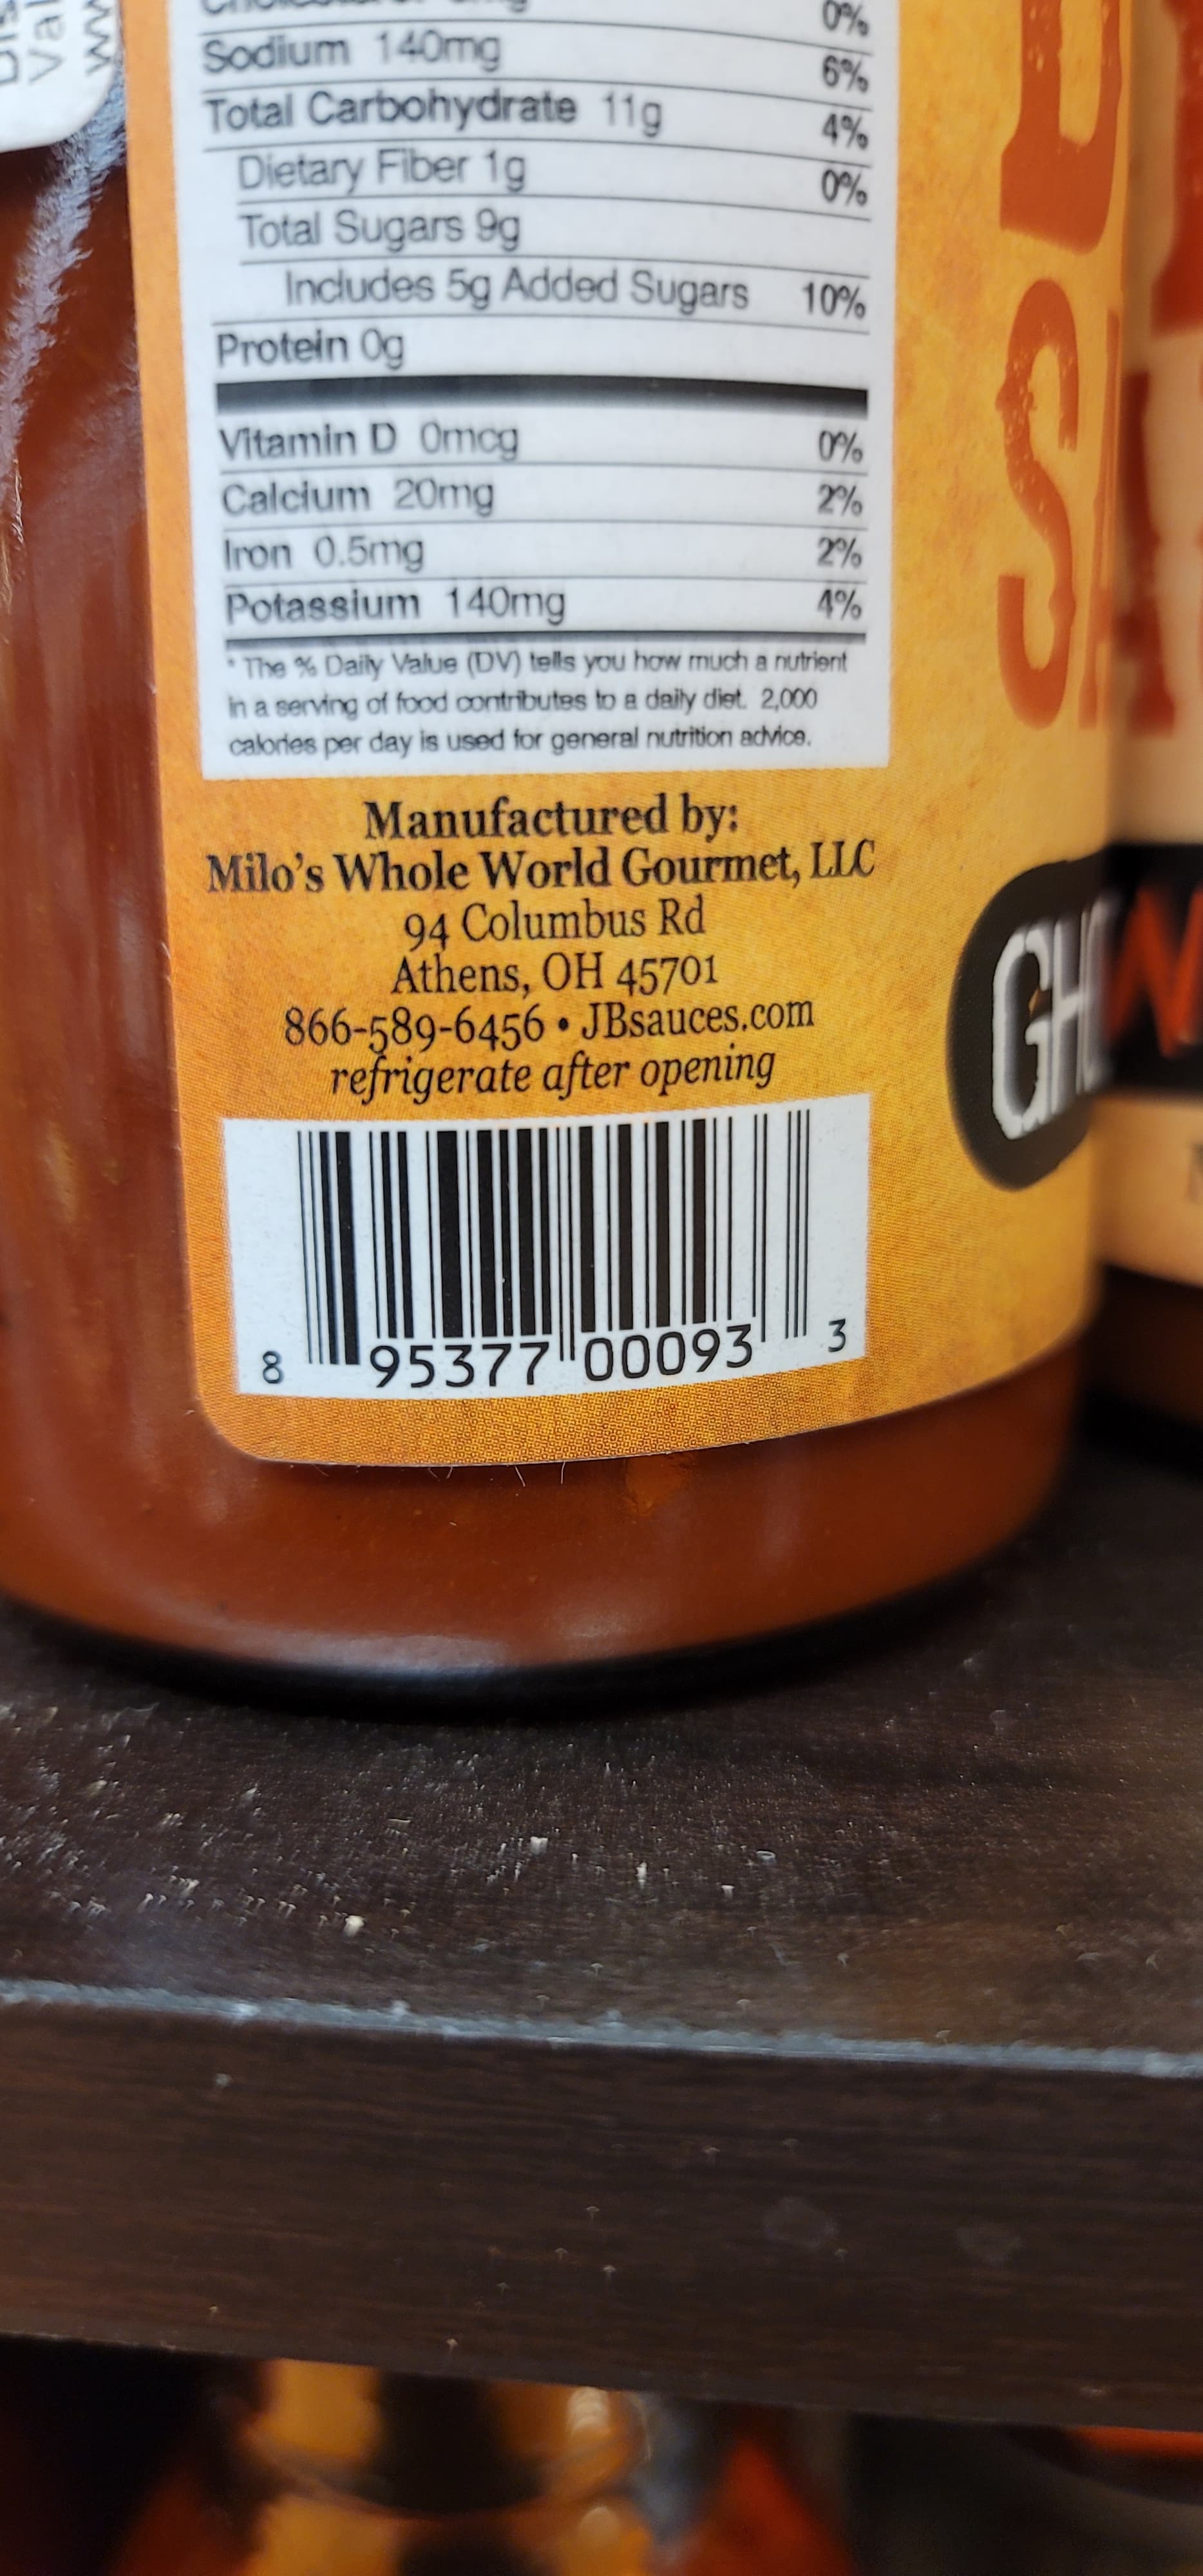 Cholesterol 0mg 0%
Sodium 140mg 6%
Total Carbohydrate 11g 4%
Dietary Fiber 1g 0%
Total Sugars 9g
Includes 5g Added Sugars 10%
Protein 0g
Vitamin D 0mcg 0%
Calcium 20mg 2%
Iron 0.5mg 2%
Potassium 140mg 4%
* The % Daily Value (DV) tells you how much a nutrient
in a serving of food contributes to a daily diet. 2,000
calories per day is used for general nutrition advice.
Manufactured by:
Milo's Whole World Gourmet, LLC
94 Columbus Rd
Athens, OH 45701
866-589-6456 • JBsauces.com
refrigerate after opening
8 95377 00093 3